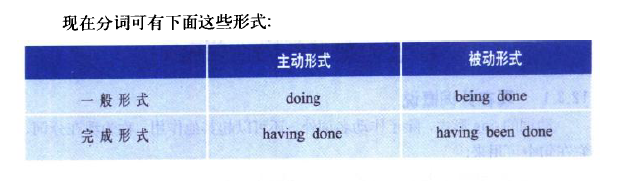 现在分词可有下面这些形式:
主动形式 被动形式
一般形式 doing being done
完成形式 having done having been done